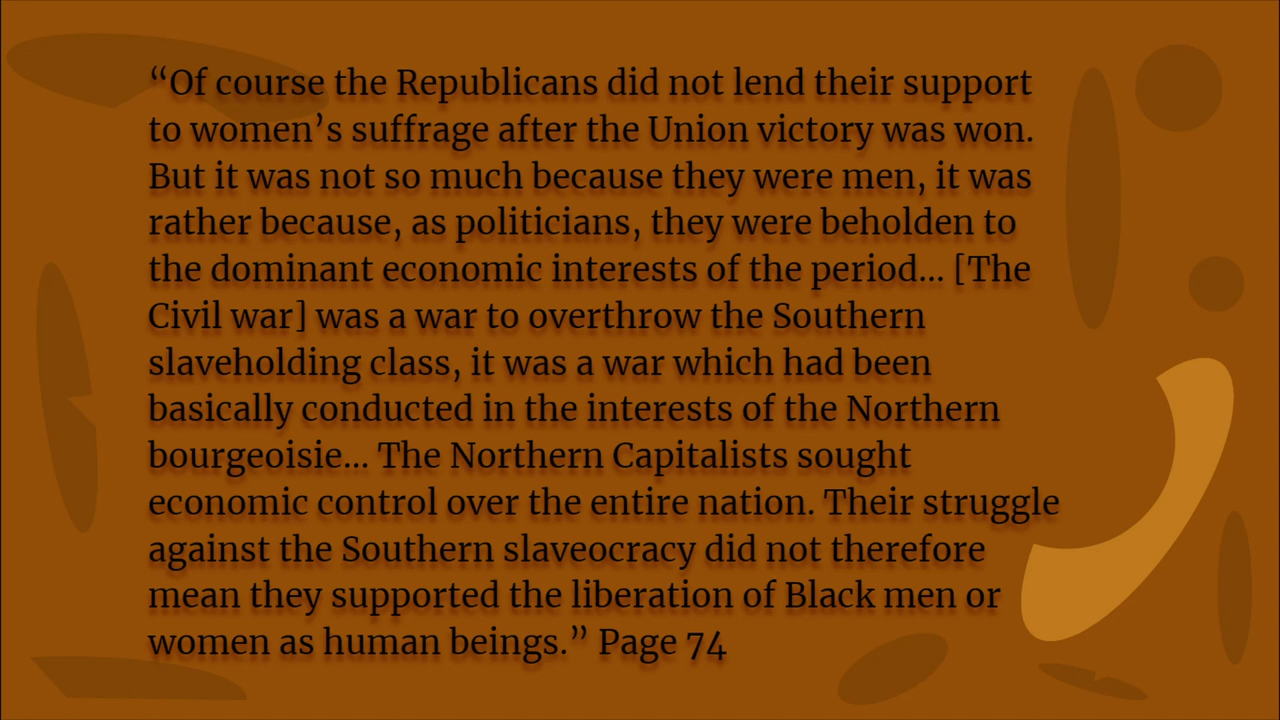 “Of course the Republicans did not lend their support
to women’s suffrage after the Union victory was won.
But it was not so much because they were men, it was
rather because, as politicians, they were beholden to
the dominant economic interests of the period... [The
Civil war] was a war to overthrow the Southern
slaveholding class, it was a war which had been
basically conducted in the interests of the Northern
bourgeoisie... The Northern Capitalists sought
economic control over the entire nation. Their struggle
against the Southern slaveocracy did not therefore
mean they supported the liberation of Black men or
women as human beings.” Page 74